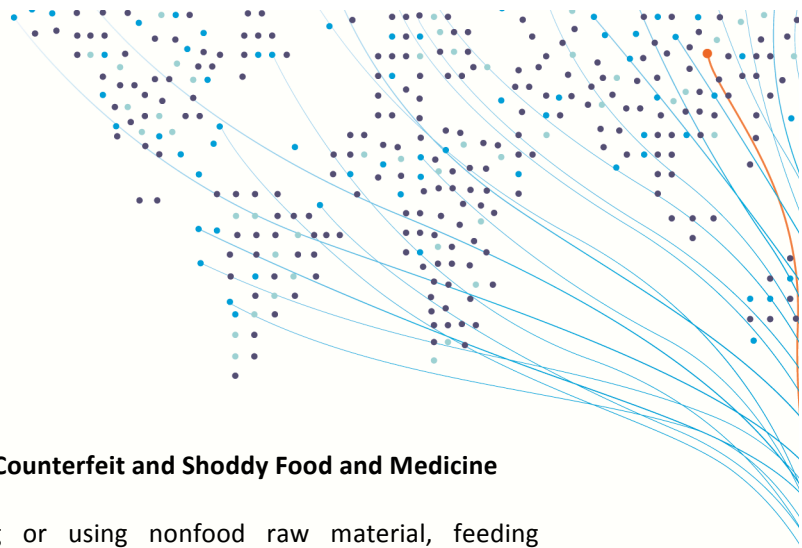 Counterfeit and Shoddy Food and Medicine
or using nonfood raw material, feeding